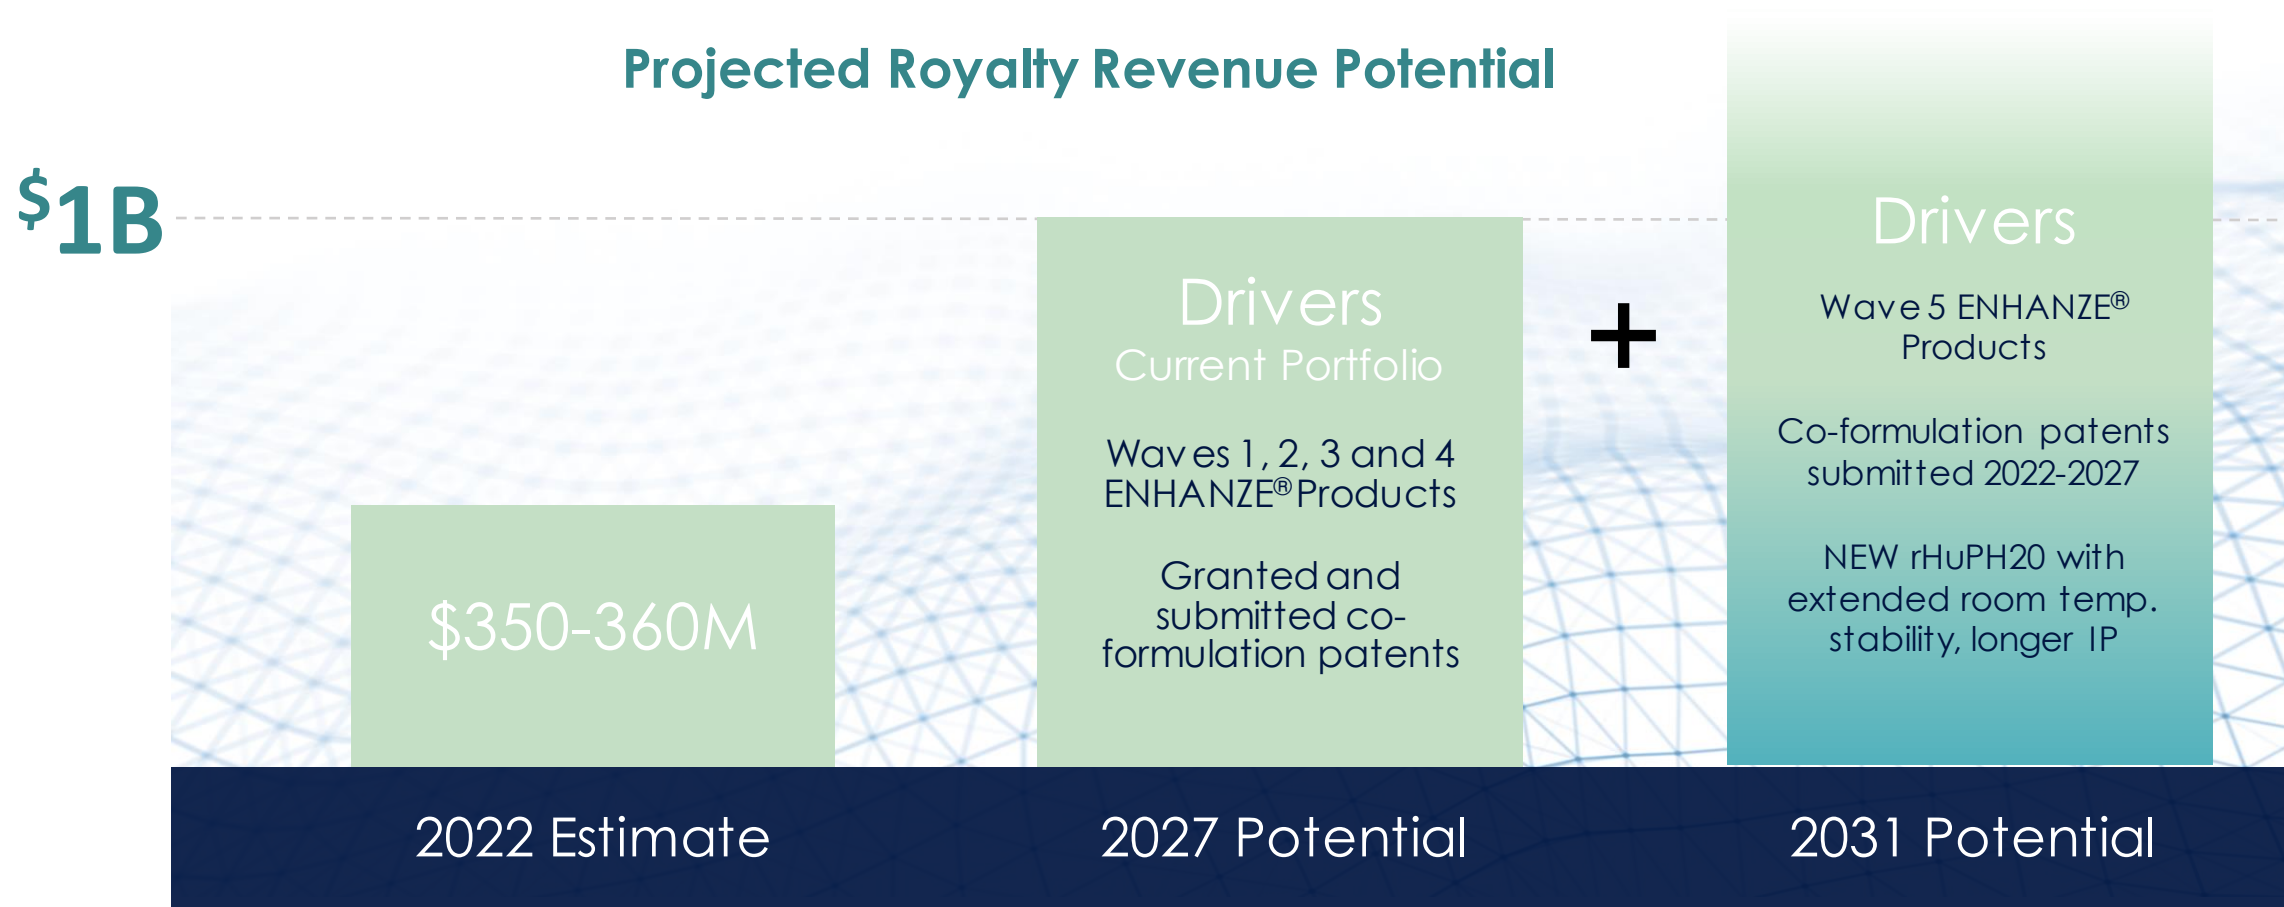 Projected Royalty Revenue Potential
$1B
$350-360M
2022 Estimate
Drivers
Current Portfolio
Waves 1, 2, 3 and 4
ENHANZE® Products
Granted and
submitted co-
formulation patents
2027 Potential
+
Drivers
Wave 5 ENHANZE®
Products
Co-formulation patents
submitted 2022-2027
NEW rHuPH20 with
extended room temp.
stability, longer IP
2031 Potential